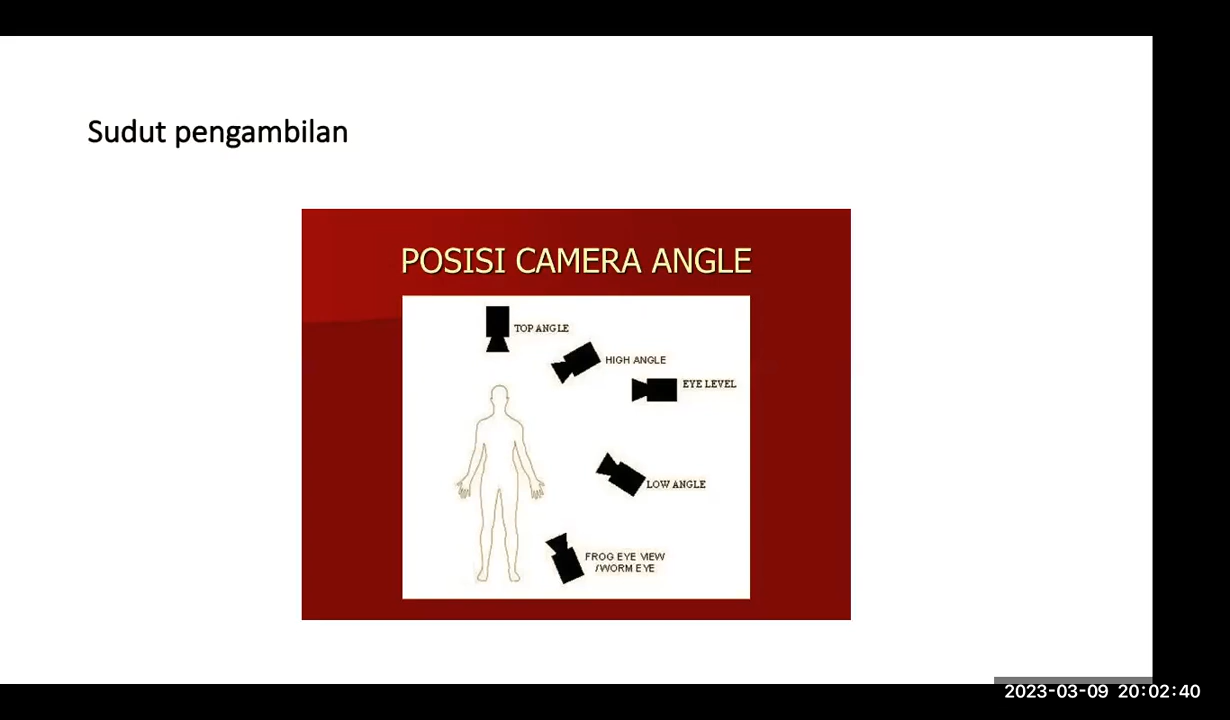 Sudut pengambilan
POSISI CAMERA ANGLE
TOP ANGLE
HIGH ANGLE
EYE LEVEL
LOW ANGLE
FROG EYE VIEW
/WORM EYE
2023-03-09 20:02:40